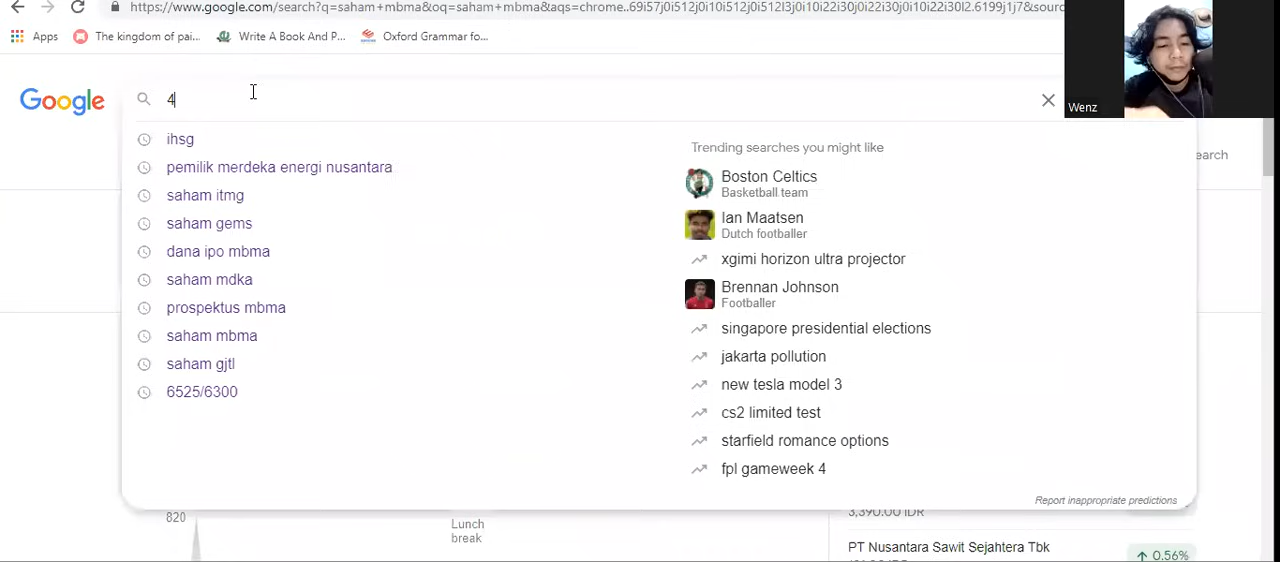 https://www.google.com/search?q=saham+mbma&oq=saham+mbma&aqs=chrome..69i57j0i512j0i10i512j0i512l3j0i10i22i30j0i22i30j0i10i22i30l2.6199j1j7&sourc
Apps
The kingdom of pai...
Write A Book And P...
Oxford Grammar fo...
Wenz
Google
4
earch
ihsg
pemilik merdeka energi nusantara
saham itmg
saham gems
dana ipo mbma
saham mdka
prospektus mbma
saham mbma
saham gjtl
6525/6300
Trending searches you might like
Boston Celtics
Basketball team
Ian Maatsen
Dutch footballer
xgimi horizon ultra projector
Brennan Johnson
Footballer
singapore presidential elections
jakarta pollution
new tesla model 3
cs2 limited test
starfield romance options
fpl gameweek 4
Report inappropriate predictions
820
Lunch
break
3,390.00 IDR
PT Nusantara Sawit Sejahtera Tbk
0.56%